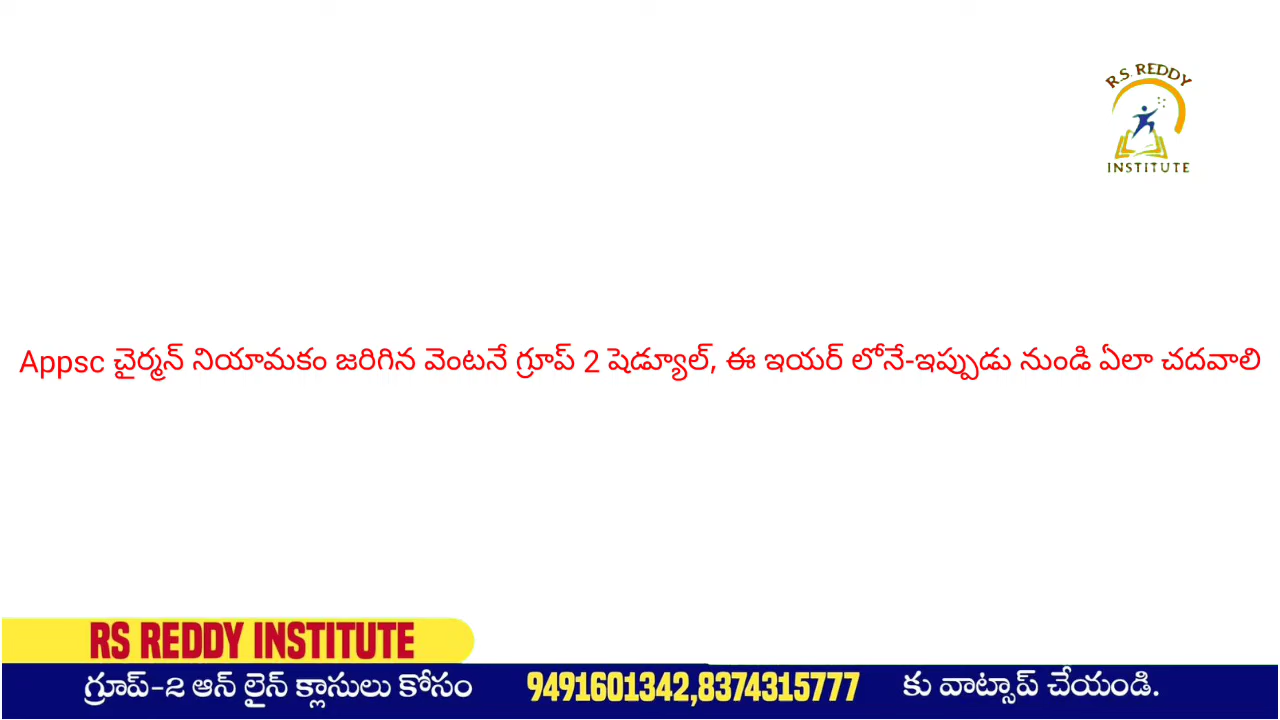 R.S. REDDY
INSTITUTE
Appsc చైర్మన్ నియామకం జరిగిన వెంటనే గ్రూప్ 2 షెడ్యూల్, ఈ ఇయర్ లోనే-ఇప్పుడు నుండి ఏలా చదవాలి
RS REDDY INSTITUTE
గ్రూప్-2 ఆన్ లైన్ క్లాసులు కోసం 9491601342,8374315777 కు వాట్సాప్ చేయండి.